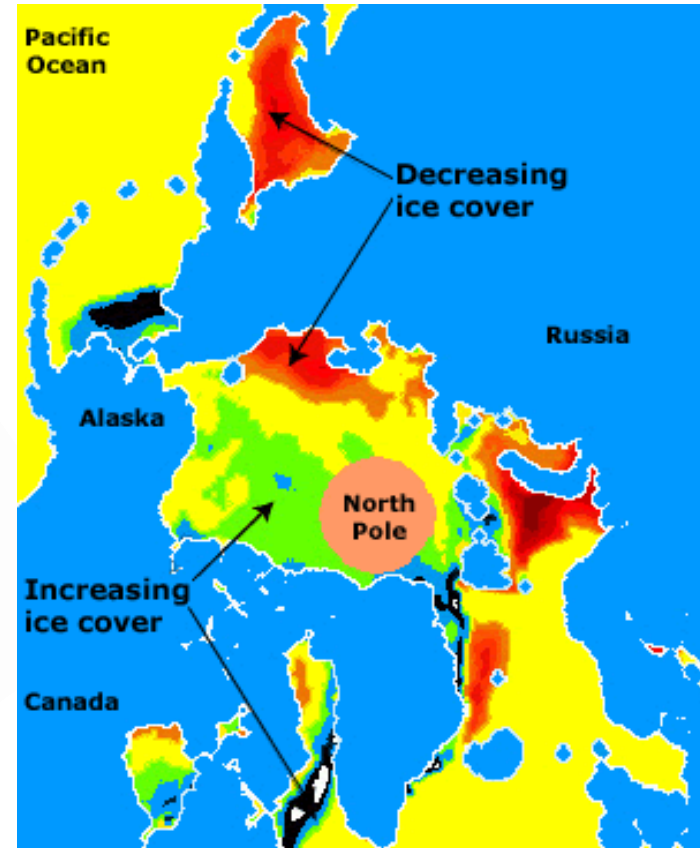 Pacific
Ocean
Decreasing
ice cover
Russia
Alaska
North
Pole
Increasing
ice cover
Canada